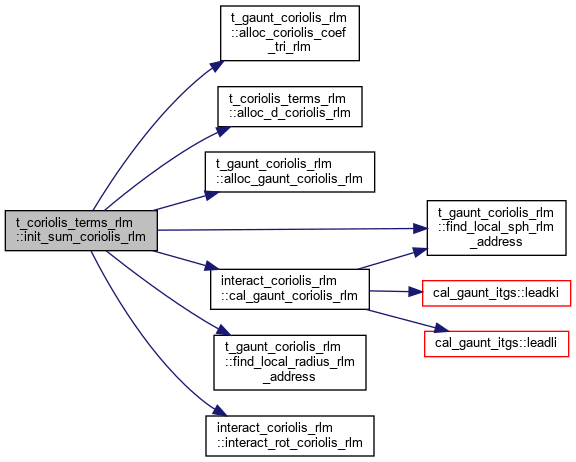 t_gaunt_coriolis_rlm
::alloc_coriolis_coef
_tri_rlm
t_coriolis_terms_rlm
::alloc_d_coriolis_rlm
t_gaunt_coriolis_rlm
::alloc_gaunt_coriolis_rlm
t_coriolis_terms_rlm
::init_sum_coriolis_rlm
t_gaunt_coriolis_rlm
::find_local_sph_rlm
_address
interact_coriolis_rlm
::cal_gaunt_coriolis_rlm
cal_gaunt_itgs::leadki
cal_gaunt_itgs::leadli
t_gaunt_coriolis_rlm
::find_local_radius_rlm
_address
interact_coriolis_rlm
::interact_rot_coriolis_rlm